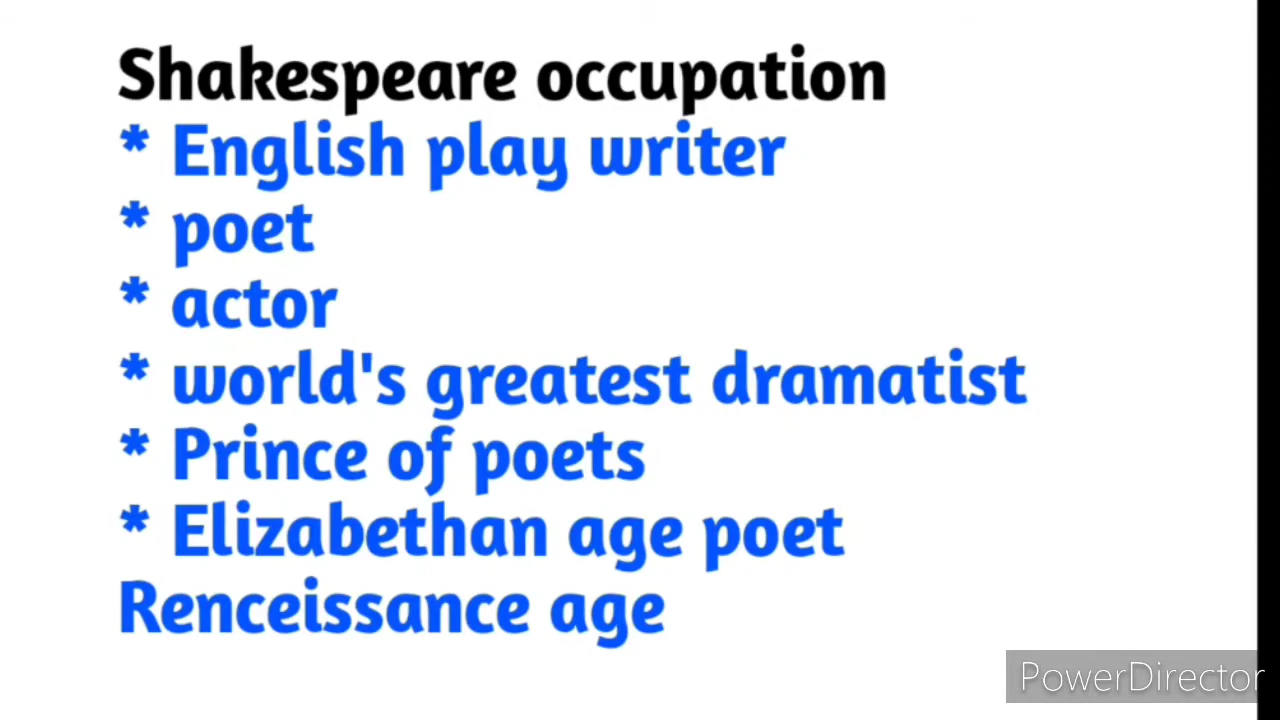 Shakespeare occupation
* English play writer
* poet
* actor
* world's greatest dramatist
* Prince of poets
* Elizabethan age poet
Renceissance age
PowerDirector